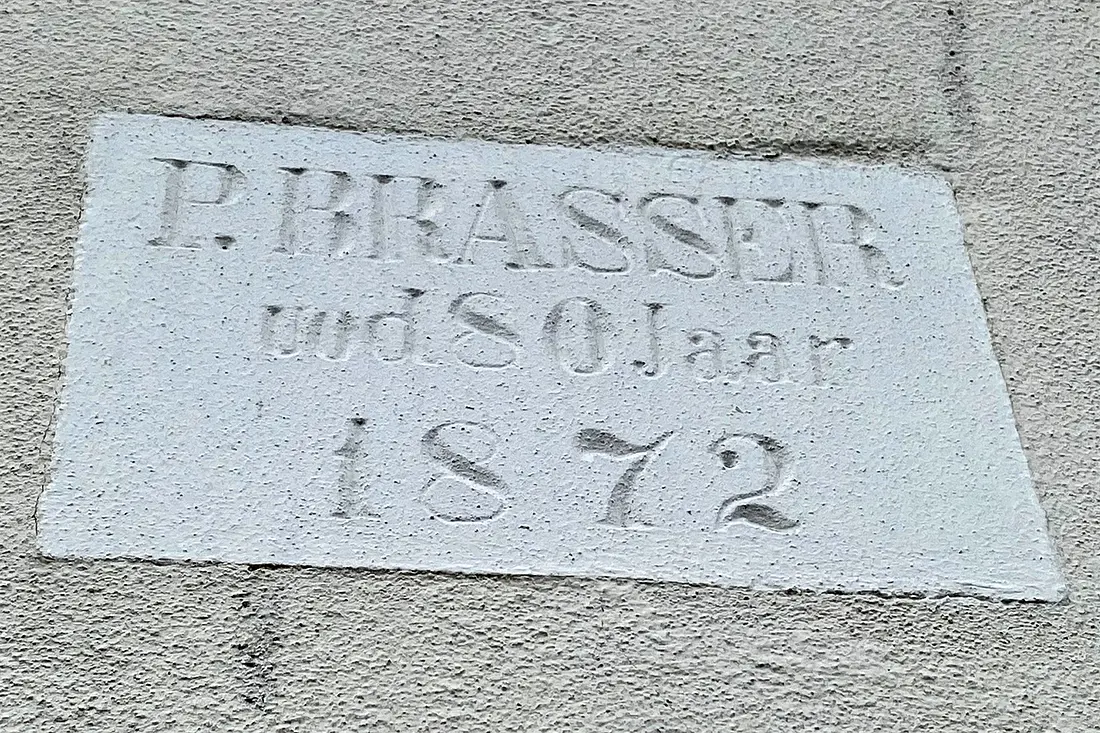 P. BRASSER
oud 80 Jaar
1872